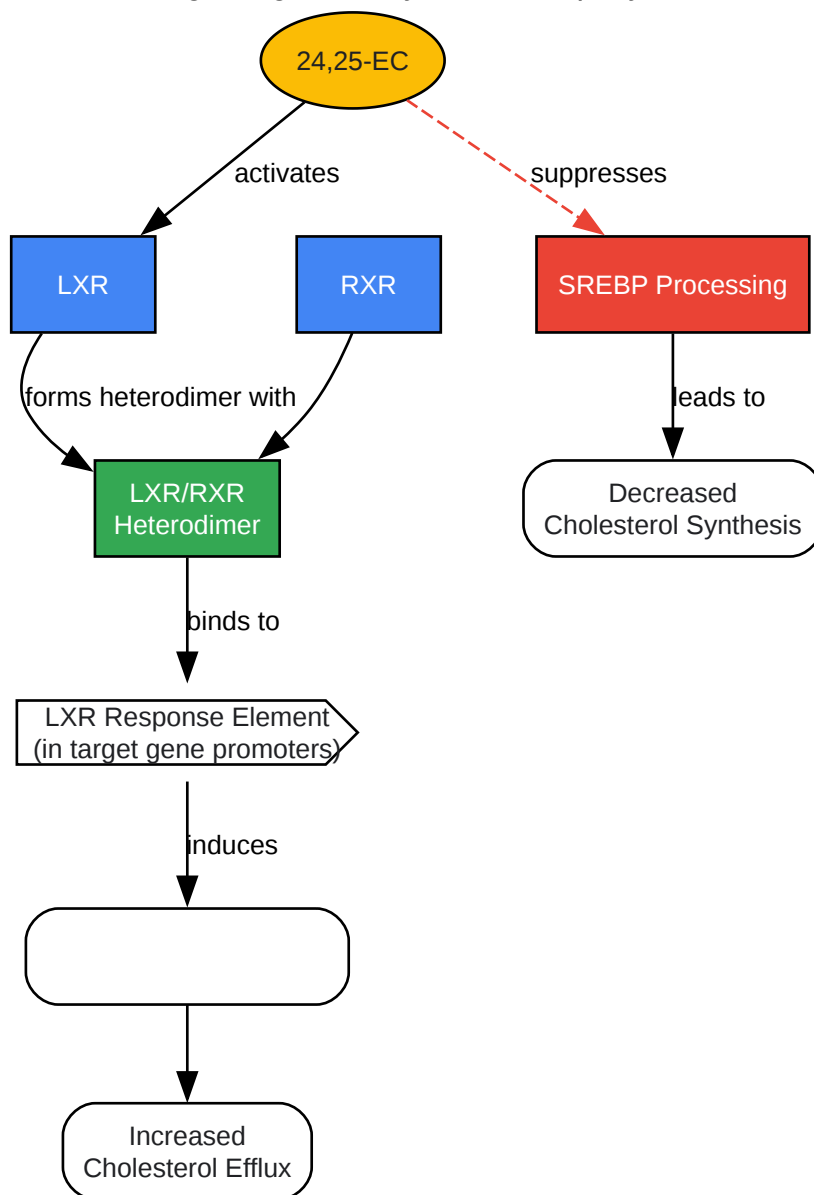 24,25-EC
activates
suppresses
LXR
RXR
SREBP Processing
forms heterodimer with
leads to
LXR/RXR
Heterodimer
Decreased
Cholesterol Synthesis
binds to
LXR Response Element
(in target gene promoters)
induces
Increased
Cholesterol Efflux